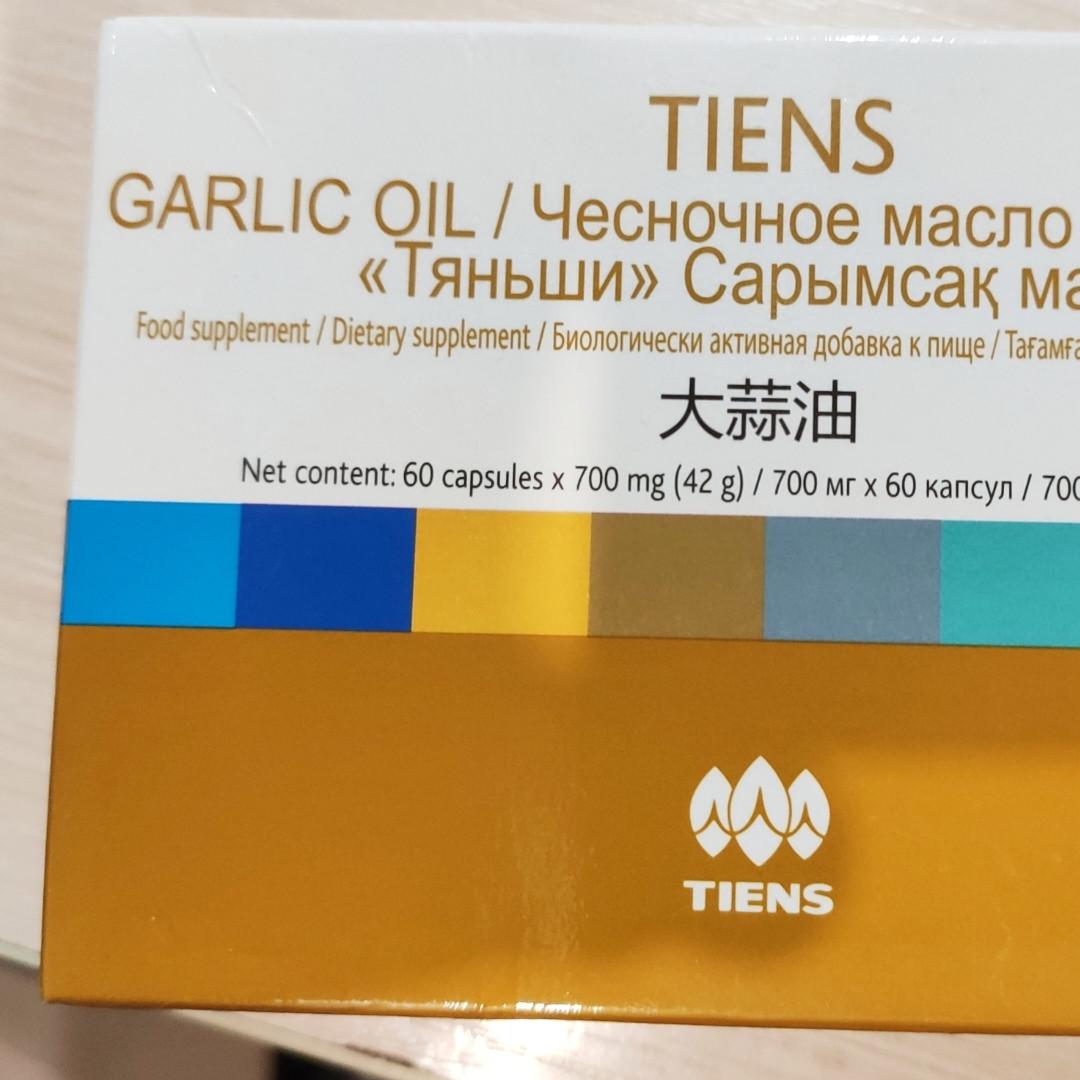 TIENS
GARLIC OIL / Чесночное масло
«Тяньши» Сарымсақ
Food supplement / Dietary supplement / Биологически активная добавка к пище /
大蒜油
Net content: 60 capsules x 700 mg (42 g) / 700 мг x 60 капсул /
TIENS